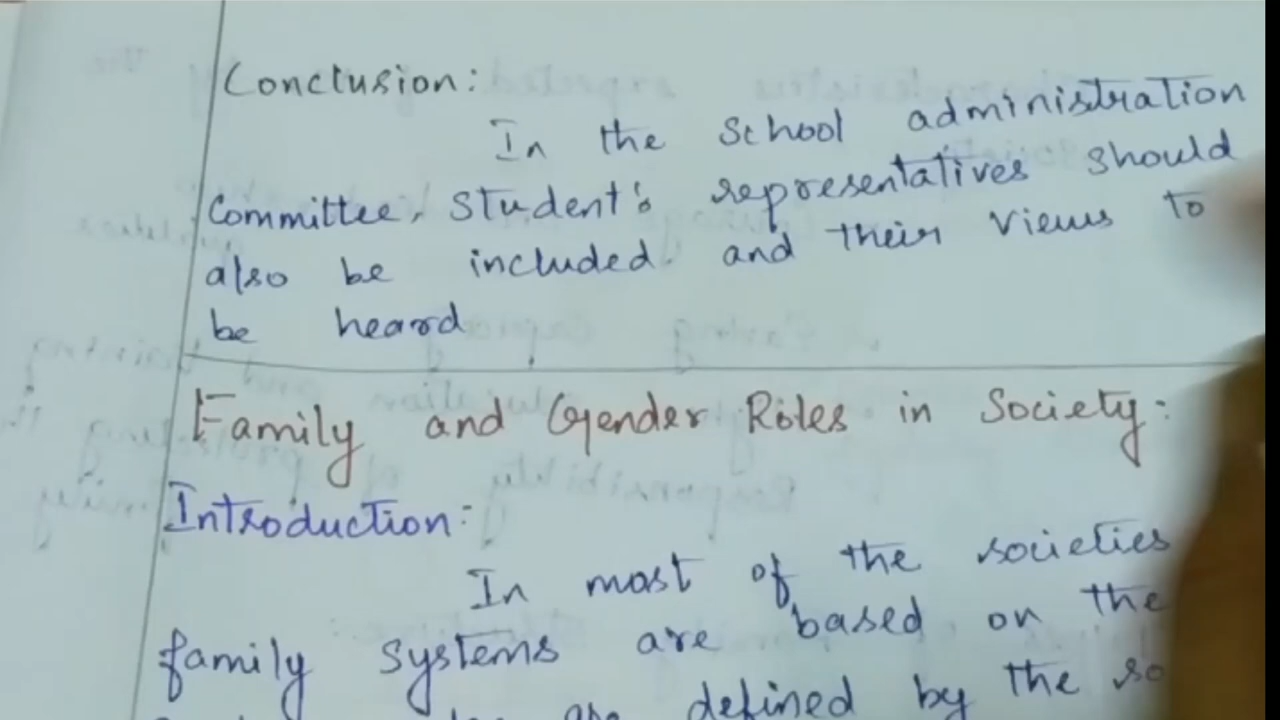 Conclusion:
In the School administration
Committee, Student's representatives should
also be included and their views to
be heard
Family and Gender Roles in Society:
Introduction:
In most of the societies
family systems are based on the
defined by the so